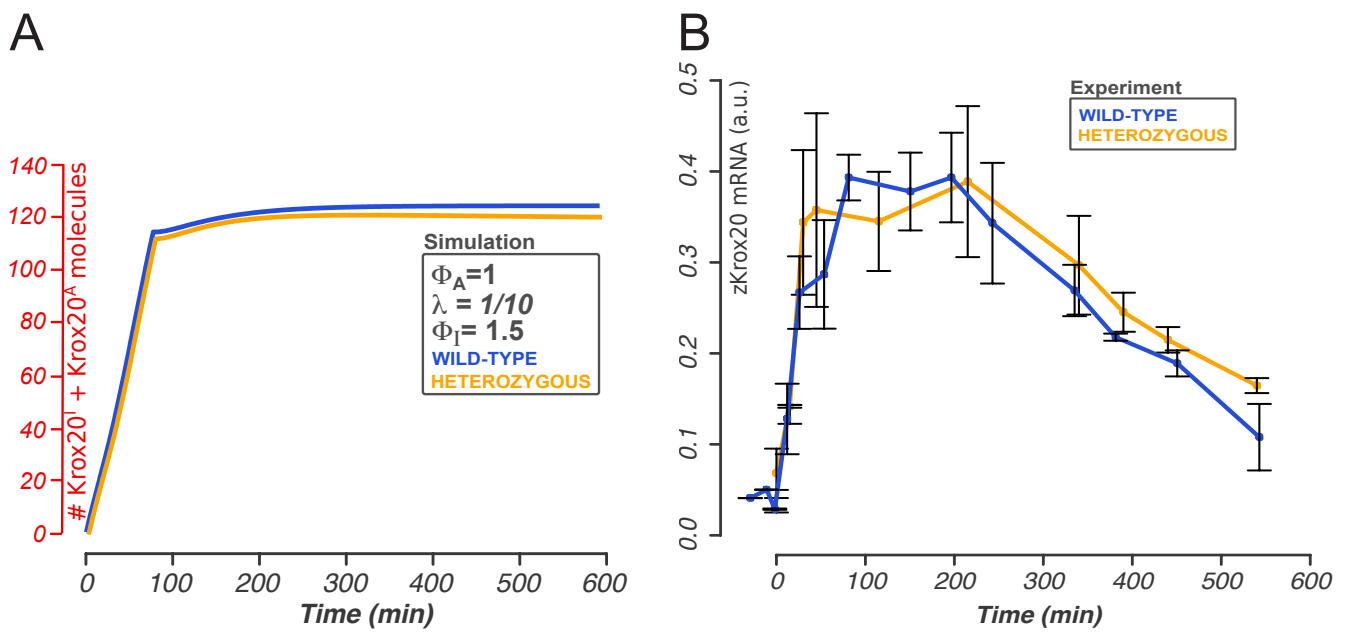 A
# Krox20ᴵ + Krox20ᴬ molecules
140
120
100
80
60
40
20
0
Simulation
Φ_A=1
λ = 1/10
Φ_I= 1.5
WILD-TYPE
HETEROZYGOUS
0 100 200 300 400 500 600
Time (min)
B
zKrox20 mRNA (a.u.)
0.5
0.4
0.3
0.2
0.1
0.0
Experiment
WILD-TYPE
HETEROZYGOUS
0 100 200 300 400 500 600
Time (min)